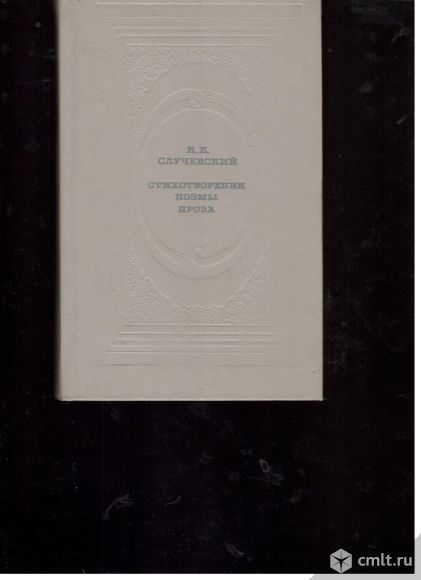 К. К.
СЛУЧЕВСКИЙ
СТИХОТВОРЕНИЯ
ПОЭМЫ
ПРОЗА
cmlt.ru